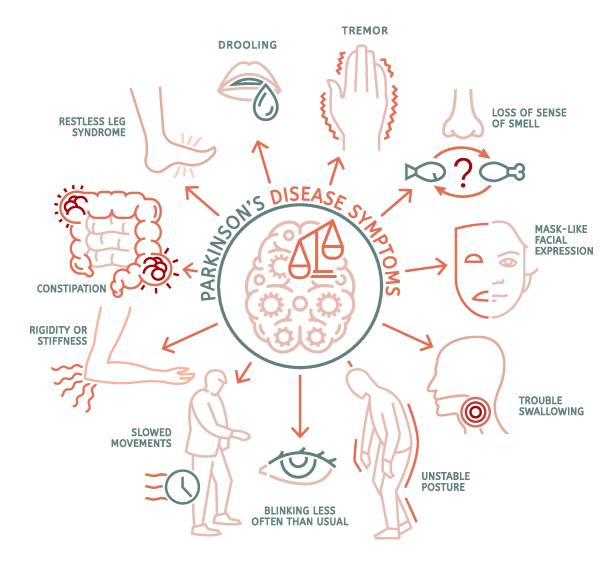 DROOLING
TREMOR
RESTLESS LEG
SYNDROME
LOSS OF SENSE
OF SMELL
?
PARKINSON'S DISEASE SYMPTOMS
MASK-LIKE
FACIAL
EXPRESSION
CONSTIPATION
RIGIDITY OR
STIFFNESS
TROUBLE
SWALLOWING
SLOWED
MOVEMENTS
UNSTABLE
POSTURE
BLINKING LESS
OFTEN THAN USUAL